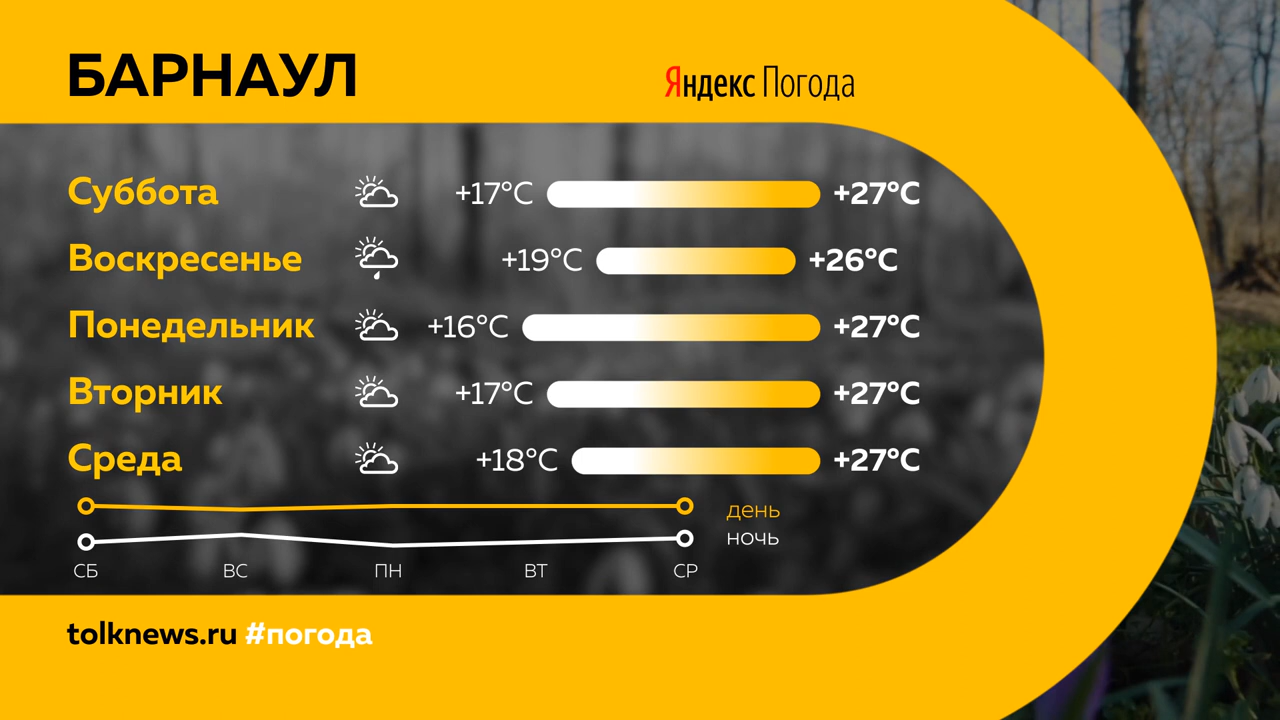 БАРНАУЛ
Яндекс Погода
Суббота +17°C +27°C
Воскресенье +19°C +26°C
Понедельник +16°C +27°C
Вторник +17°C +27°C
Среда +18°C +27°C
день
ночь
СБ ВС ПН ВТ СР
tolknews.ru #погода